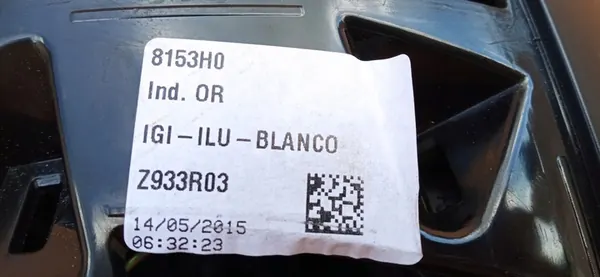 8153H0
Ind. OR
IGI-ILU-BLANCO
Z933R03
14/05/2015
06:32:23